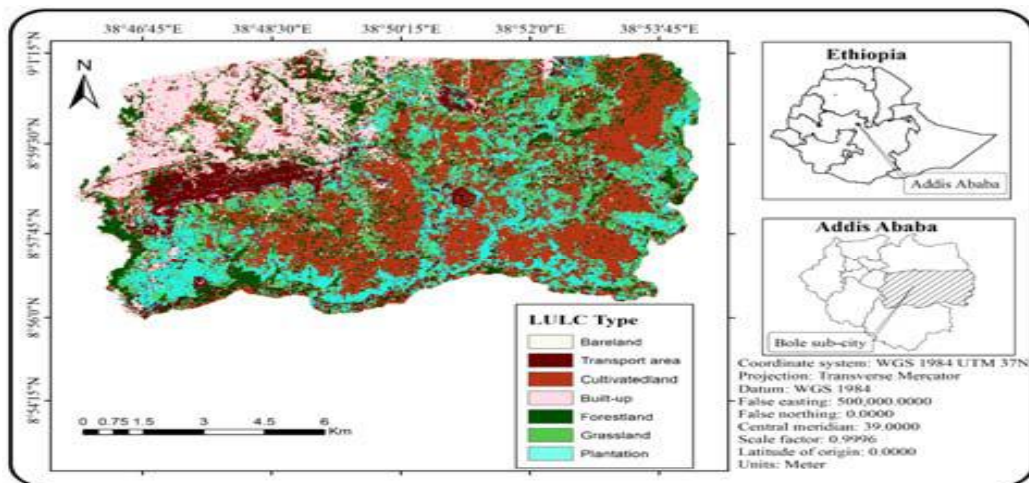 38°46'45"E 38°48'30"E 38°50'15"E 38°52'0"E 38°53'45"E
9°1'15"N
8°59'30"N
8°57'45"N
8°56'0"N
8°54'15"N
N
LULC Type
Bareland
Transport area
Cultivatedland
Built-up
Forestland
Grassland
Plantation
0 0.75 1.5 3 4.5 6
Km
Ethiopia
Addis Ababa
Addis Ababa
Bole sub-city
Coordinate system: WGS 1984 UTM 37N
Projection: Transverse Mercator
Datum: WGS 1984
False easting: 500,000.0000
False northing: 0.0000
Central meridian: 39.0000
Scale factor: 0.9996
Latitude of origin: 0.0000
Units: Meter